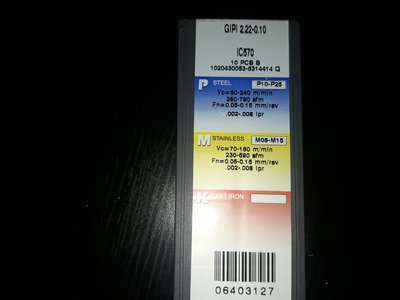 GIPI 2.22-0.10
IC570
10 PCS 9
1020430053-5314414 Q
P STEEL P10-P25
Vc=80-240 m/min
260-790 sfm
Fn=0.05-0.15 mm/rev
.002-.006 ipr
M STAINLESS M05-M15
Vc=70-180 m/min
230-590 sfm
Fn=0.05-0.15 mm/rev
.002-.006 ipr
K CAST IRON
06403127